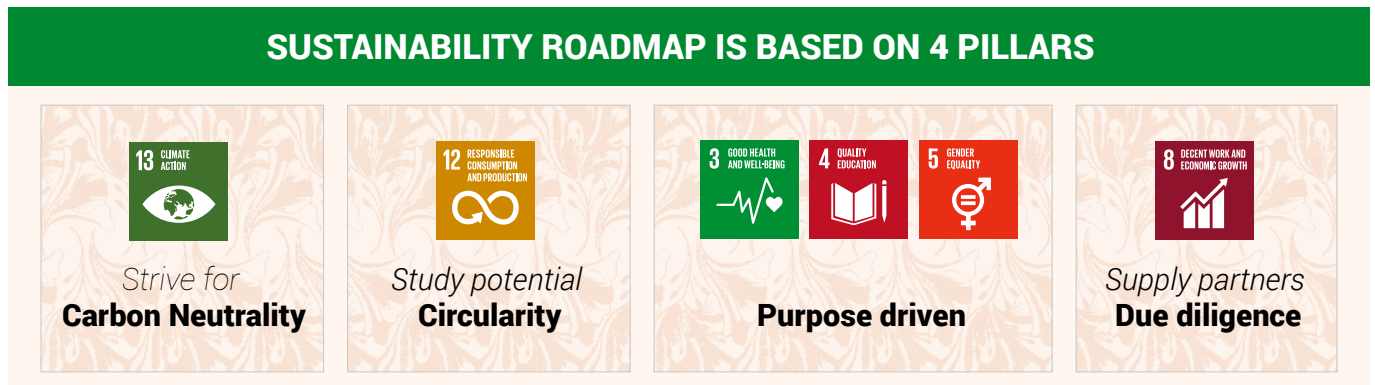 SUSTAINABILITY ROADMAP IS BASED ON 4 PILLARS
13 CLIMATE
ACTION
Strive for
Carbon Neutrality
12 RESPONSIBLE
CONSUMPTION
AND PRODUCTION
Study potential
Circularity
3 GOOD HEALTH
AND WELL-BEING
4 QUALITY
EDUCATION
5 GENDER
EQUALITY
Purpose driven
8 DECENT WORK AND
ECONOMIC GROWTH
Supply partners
Due diligence